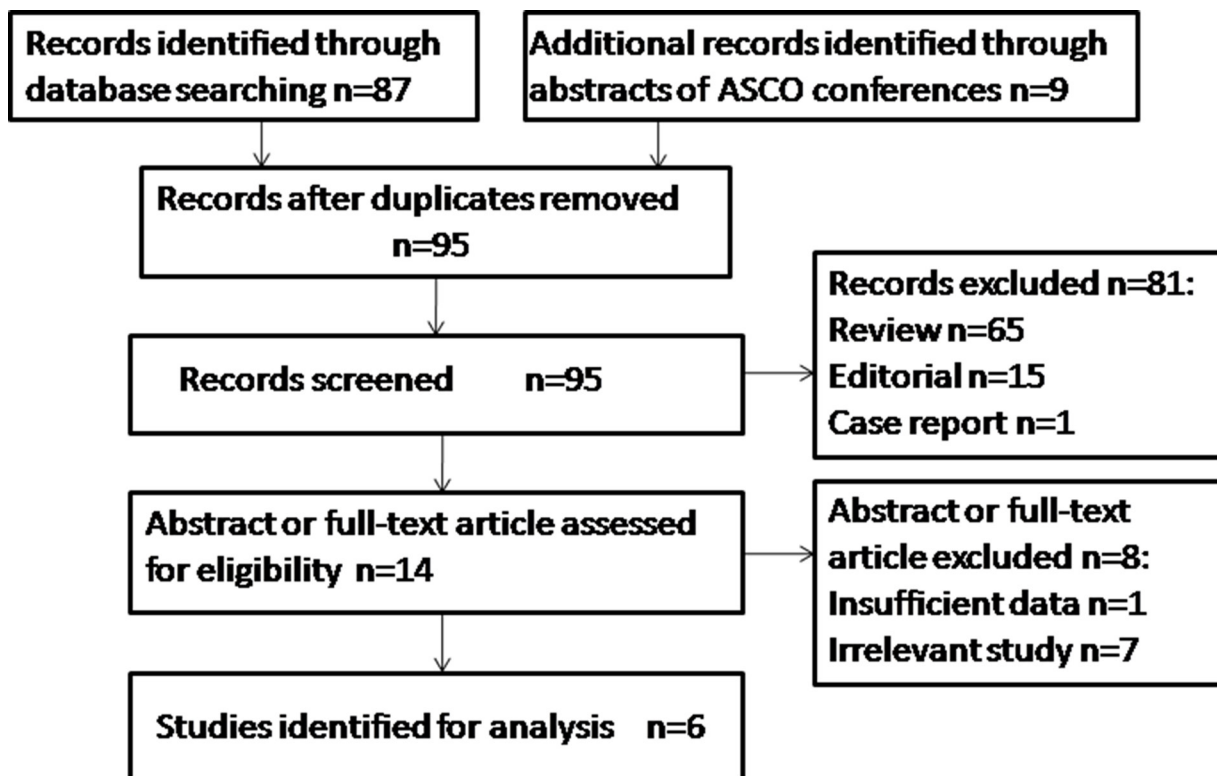 Records identified through
database searching n=87
Additional records identified through
abstracts of ASCO conferences n=9
Records after duplicates removed
n=95
Records screened n=95
Records excluded n=81:
Review n=65
Editorial n=15
Case report n=1
Abstract or full-text article assessed
for eligibility n=14
Abstract or full-text
article excluded n=8:
Insufficient data n=1
Irrelevant study n=7
Studies identified for analysis n=6